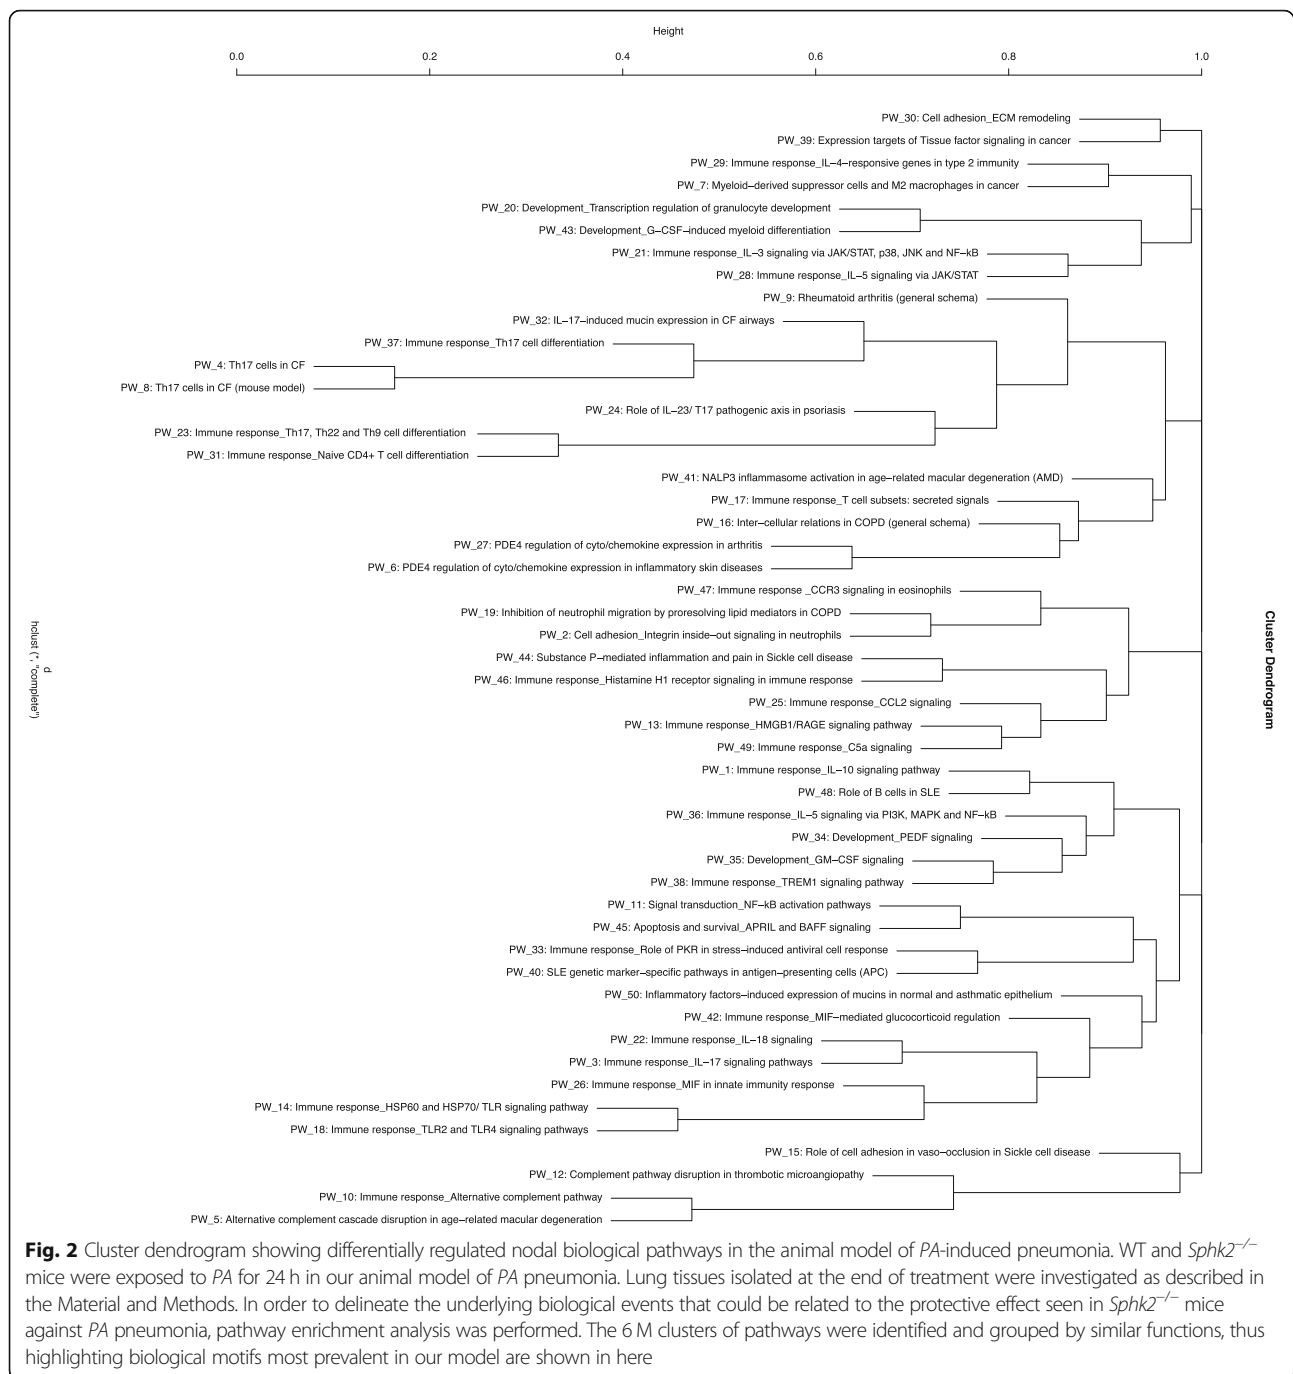 Height
0.0 0.2 0.4 0.6 0.8 1.0
PW_30: Cell adhesion_ECM remodeling
PW_39: Expression targets of Tissue factor signaling in cancer
PW_29: Immune response_IL−4−responsive genes in type 2 immunity
PW_7: Myeloid−derived suppressor cells and M2 macrophages in cancer
PW_20: Development_Transcription regulation of granulocyte development
PW_43: Development_G−CSF−induced myeloid differentiation
PW_21: Immune response_IL−3 signaling via JAK/STAT, p38, JNK and NF−kB
PW_28: Immune response_IL−5 signaling via JAK/STAT
PW_9: Rheumatoid arthritis (general schema)
PW_32: IL−17−induced mucin expression in CF airways
PW_37: Immune response_Th17 cell differentiation
PW_4: Th17 cells in CF
PW_8: Th17 cells in CF (mouse model)
PW_24: Role of IL−23/ T17 pathogenic axis in psoriasis
PW_23: Immune response_Th17, Th22 and Th9 cell differentiation
PW_31: Immune response_Naive CD4+ T cell differentiation
PW_41: NALP3 inflammasome activation in age−related macular degeneration (AMD)
PW_17: Immune response_T cell subsets: secreted signals
PW_16: Inter−cellular relations in COPD (general schema)
PW_27: PDE4 regulation of cyto/chemokine expression in arthritis
PW_6: PDE4 regulation of cyto/chemokine expression in inflammatory skin diseases
PW_47: Immune response _CCR3 signaling in eosinophils
PW_19: Inhibition of neutrophil migration by proresolving lipid mediators in COPD
PW_2: Cell adhesion_Integrin inside−out signaling in neutrophils
PW_44: Substance P−mediated inflammation and pain in Sickle cell disease
PW_46: Immune response_Histamine H1 receptor signaling in immune response
PW_25: Immune response_CCL2 signaling
PW_13: Immune response_HMGB1/RAGE signaling pathway
PW_49: Immune response_C5a signaling
PW_1: Immune response_IL−10 signaling pathway
PW_48: Role of B cells in SLE
PW_36: Immune response_IL−5 signaling via PI3K, MAPK and NF−kB
PW_34: Development_PEDF signaling
PW_35: Development_GM−CSF signaling
PW_38: Immune response_TREM1 signaling pathway
PW_11: Signal transduction_NF−kB activation pathways
PW_45: Apoptosis and survival_APRIL and BAFF signaling
PW_33: Immune response_Role of PKR in stress−induced antiviral cell response
PW_40: SLE genetic marker−specific pathways in antigen−presenting cells (APC)
PW_50: Inflammatory factors−induced expression of mucins in normal and asthmatic epithelium
PW_42: Immune response_MIF−mediated glucocorticoid regulation
PW_22: Immune response_IL−18 signaling
PW_3: Immune response_IL−17 signaling pathways
PW_26: Immune response_MIF in innate immunity response
PW_14: Immune response_HSP60 and HSP70/ TLR signaling pathway
PW_18: Immune response_TLR2 and TLR4 signaling pathways
PW_15: Role of cell adhesion in vaso−occlusion in Sickle cell disease
PW_12: Complement pathway disruption in thrombotic microangiopathy
PW_10: Immune response_Alternative complement pathway
PW_5: Alternative complement cascade disruption in age−related macular degeneration
d
hclust (*, "complete")
Cluster Dendrogram
Fig. 2 Cluster dendrogram showing differentially regulated nodal biological pathways in the animal model of PA-induced pneumonia. WT and Sphk2−/−
mice were exposed to PA for 24 h in our animal model of PA pneumonia. Lung tissues isolated at the end of treatment were investigated as described in
the Material and Methods. In order to delineate the underlying biological events that could be related to the protective effect seen in Sphk2−/− mice
against PA pneumonia, pathway enrichment analysis was performed. The 6 M clusters of pathways were identified and grouped by similar functions, thus
highlighting biological motifs most prevalent in our model are shown in here